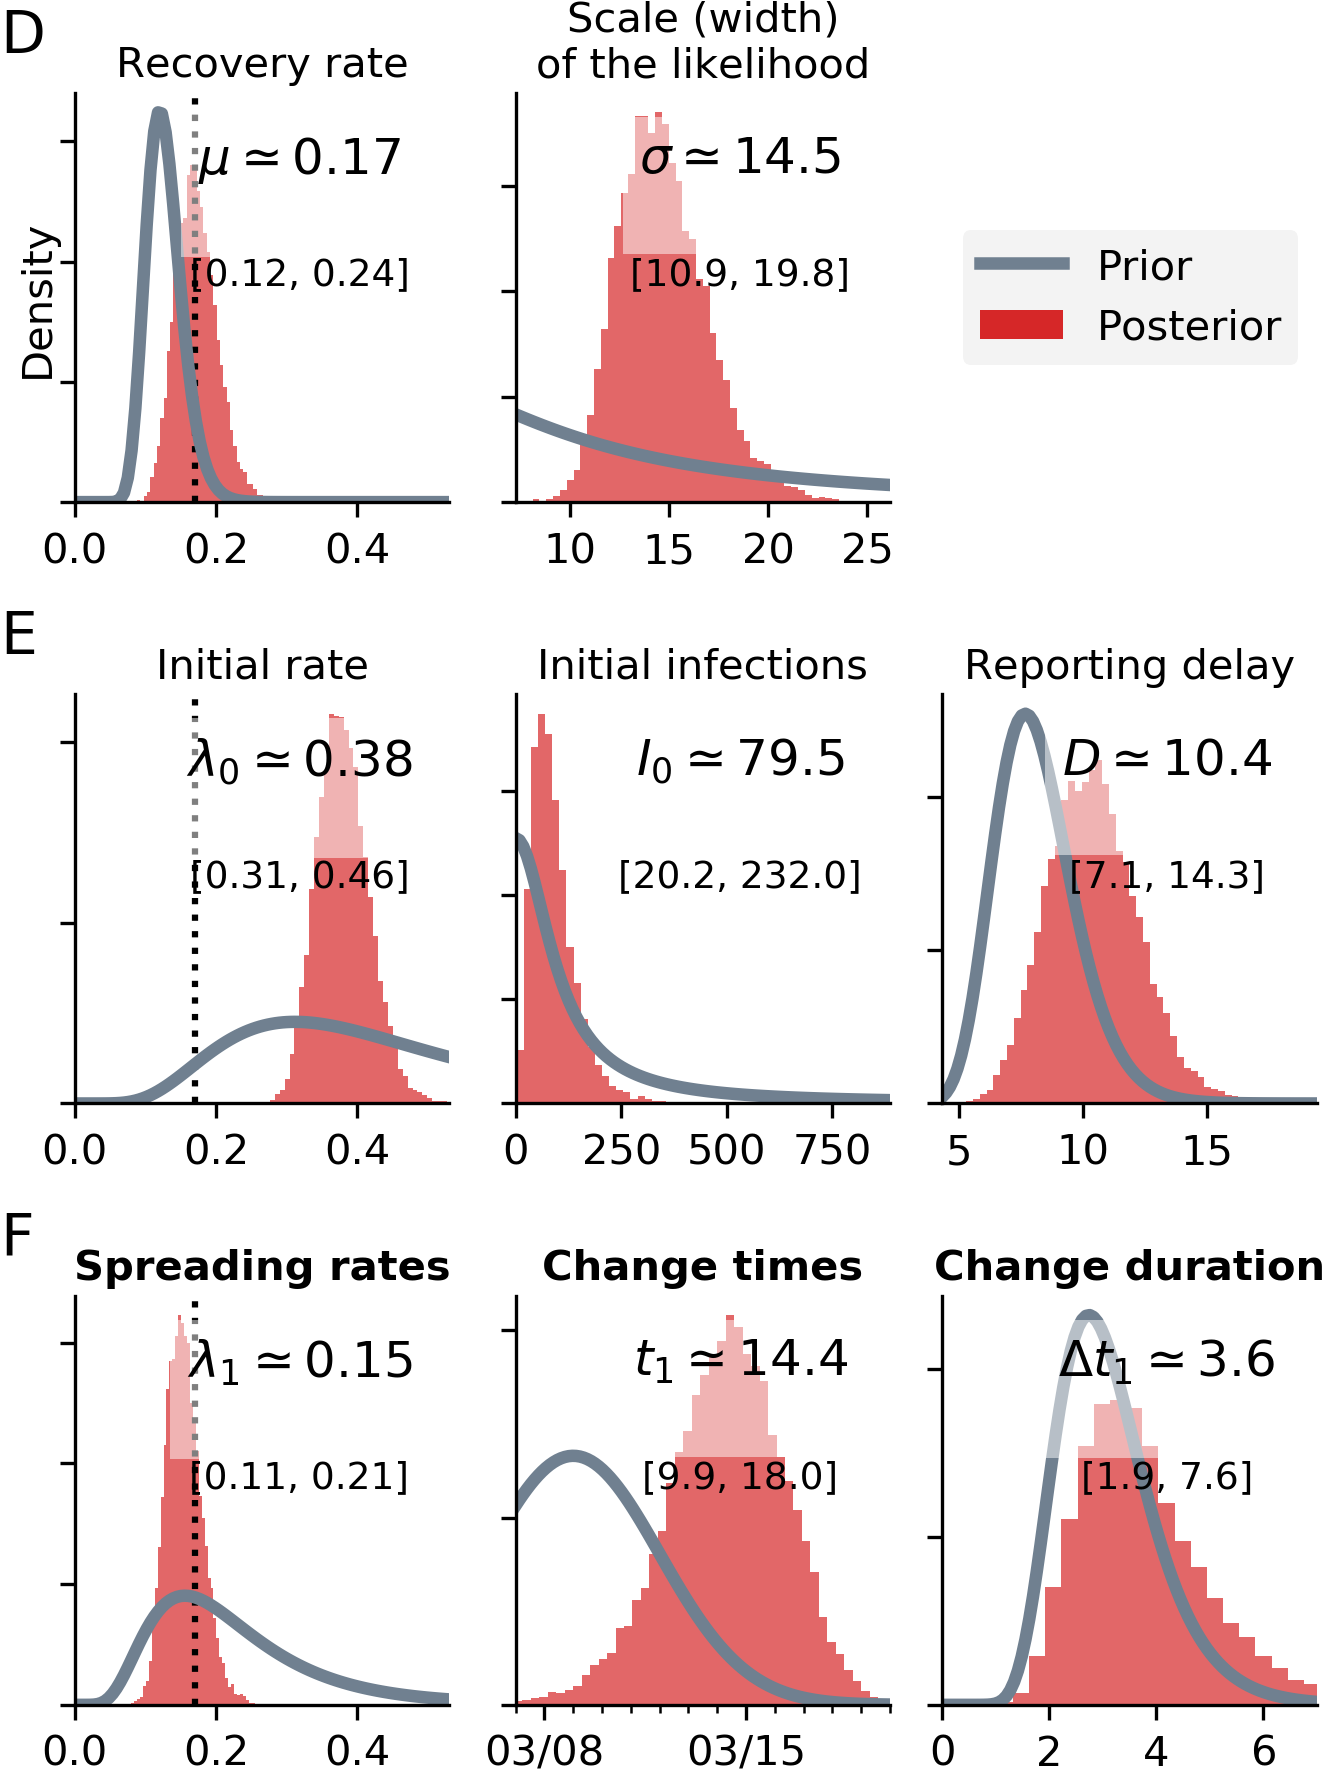 D
Recovery rate
Scale (width)
of the likelihood
μ ≃ 0.17
[0.12, 0.24]
σ ≃ 14.5
[10.9, 19.8]
Prior
Posterior
Density
0.0 0.2 0.4
10 15 20 25
E
Initial rate
Initial infections
Reporting delay
λ₀ ≃ 0.38
[0.31, 0.46]
I₀ ≃ 79.5
[20.2, 232.0]
D ≃ 10.4
[7.1, 14.3]
0.0 0.2 0.4
0 250 500 750
5 10 15
F
Spreading rates
Change times
Change duration
λ₁ ≃ 0.15
[0.11, 0.21]
t₁ ≃ 14.4
[9.9, 18.0]
Δt₁ ≃ 3.6
[1.9, 7.6]
0.0 0.2 0.4
03/08 03/15
0 2 4 6